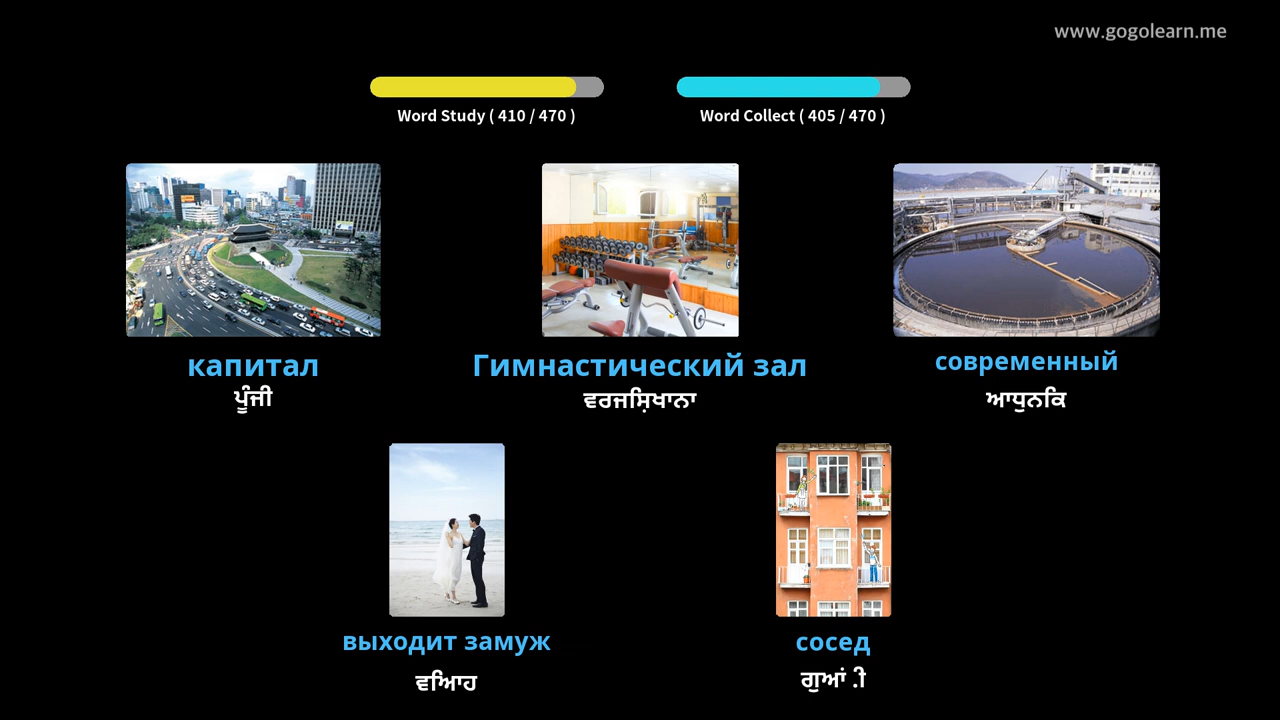 www.gogolearn.me
Word Study ( 410 / 470 )
Word Collect ( 405 / 470 )
капитал
ਪੂੰਜੀ
Гимнастический зал
ਵਰਜਸ਼ਿਖਾਨਾ
современный
ਆਧੁਨਕਿ
выходит замуж
ਵਆਿਹ
сосед
ਗੁਆਂ .ੀ